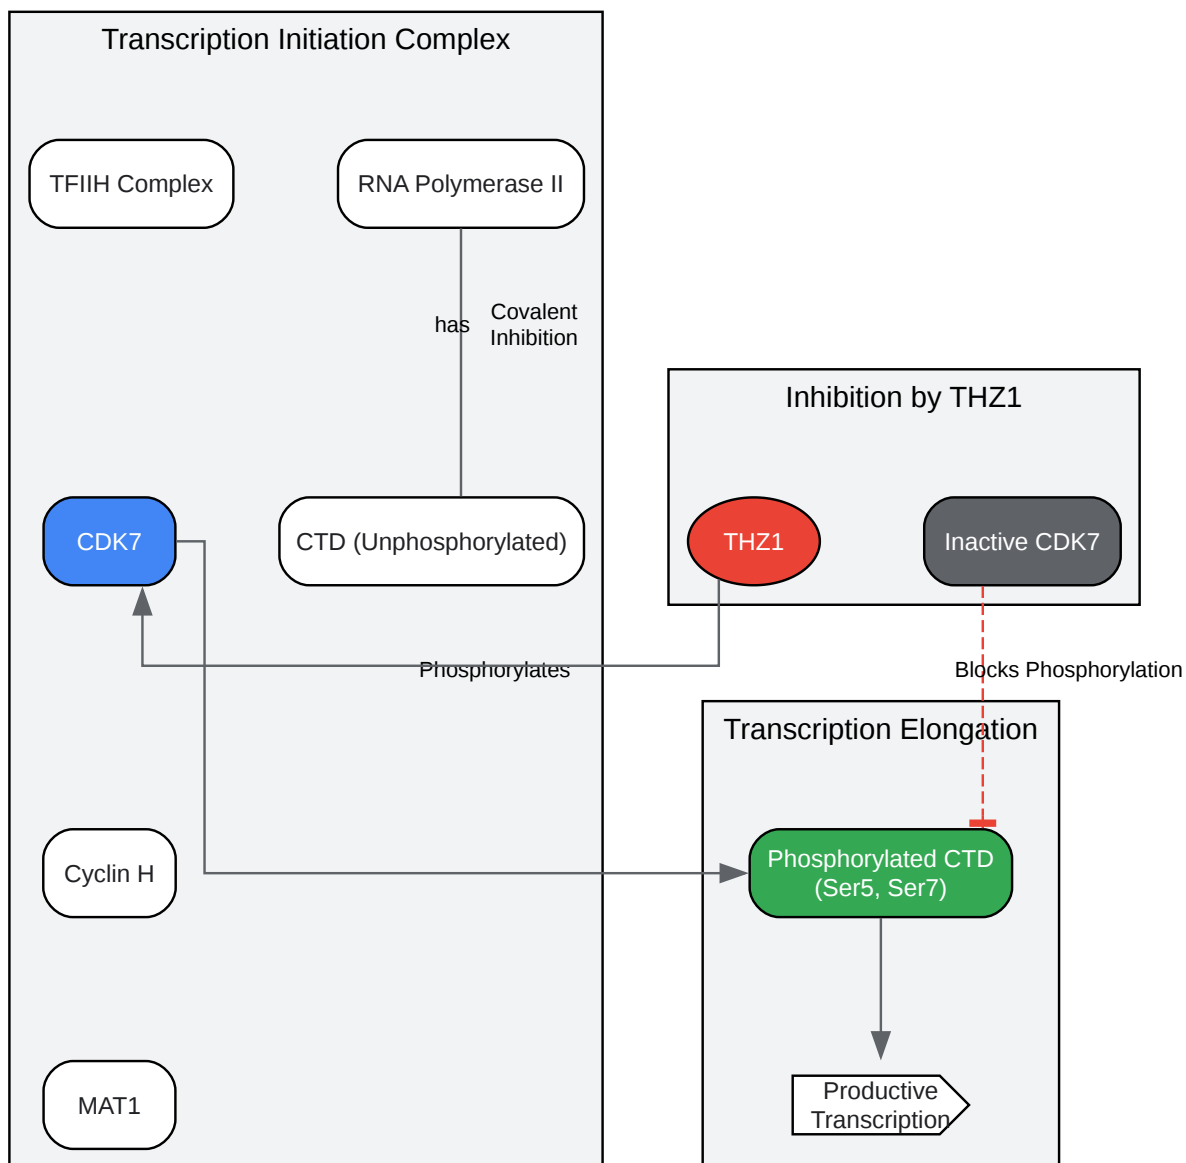 Transcription Initiation Complex
TFIIH Complex
RNA Polymerase II
has
Covalent
Inhibition
Inhibition by THZ1
CDK7
CTD (Unphosphorylated)
THZ1
Inactive CDK7
Phosphorylates
Blocks Phosphorylation
Transcription Elongation
Cyclin H
Phosphorylated CTD
(Ser5, Ser7)
MAT1
Productive
Transcription